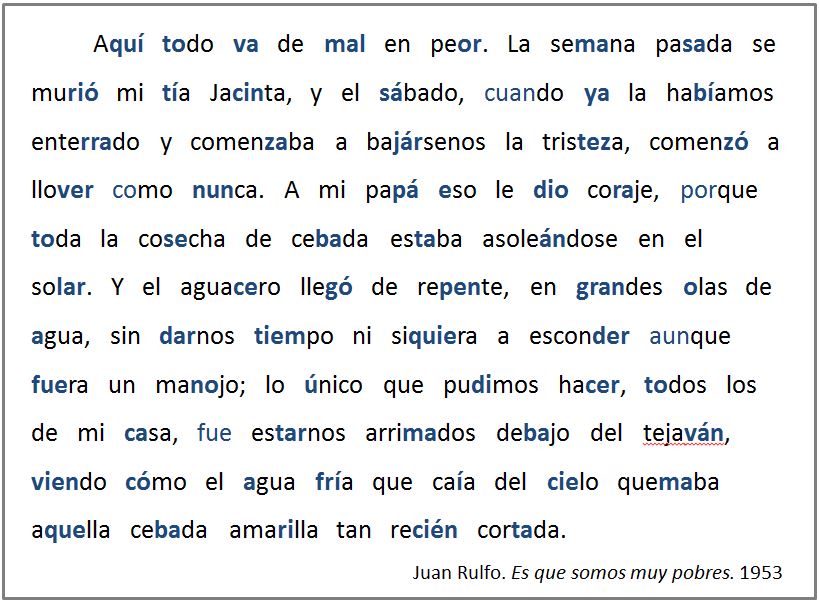 Aquí todo va de mal en peor. La semana pasada se
murió mi tía Jacinta, y el sábado, cuando ya la habíamos
enterrado y comenzaba a bajársenos la tristeza, comenzó a
llover como nunca. A mi papá eso le dio coraje, porque
toda la cosecha de cebada estaba asoleándose en el
solar. Y el aguacero llegó de repente, en grandes olas de
agua, sin darnos tiempo ni siquiera a esconder aunque
fuera un manojo; lo único que pudimos hacer, todos los
de mi casa, fue estarnos arrimados debajo del tejaván,
viendo cómo el agua fría que caía del cielo quemaba
aquella cebada amarilla tan recién cortada.
Juan Rulfo. Es que somos muy pobres. 1953